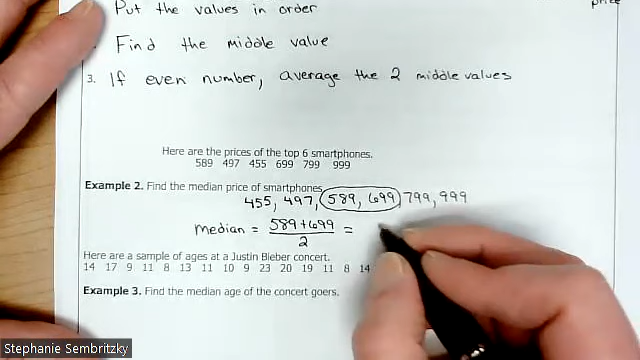 Put the values in order
price
Find the middle value
3. If even number, average the 2 middle values
Here are the prices of the top 6 smartphones.
589 497 455 699 799 999
Example 2. Find the median price of smartphones
455, 497, 589, 699, 799, 999
median = 589+699
2 =
Here are a sample of ages at a Justin Bieber concert.
14 17 9 11 8 13 11 10 9 23 20 19 11 8 14
Example 3. Find the median age of the concert goers.
Stephanie Sembritzky